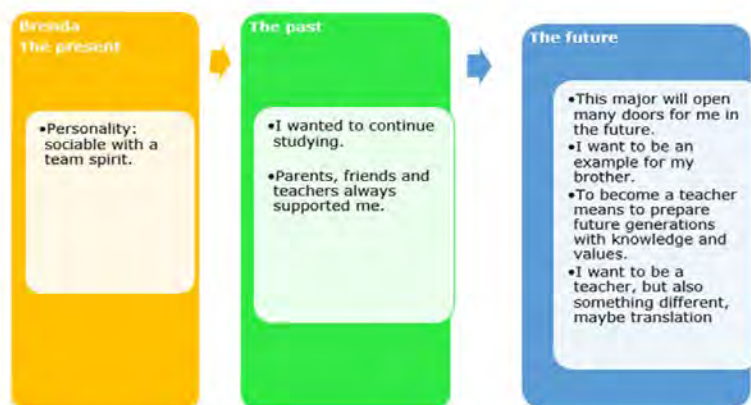 Brenda
The present
•Personality:
sociable with a
team spirit.
The past
•I wanted to continue
studying.
•Parents, friends and
teachers always
supported me.
The future
•This major will open
many doors for me in
the future.
•I want to be an
example for my
brother.
•To become a teacher
means to prepare
future generations
with knowledge and
values.
•I want to be a
teacher, but also
something different,
maybe translation